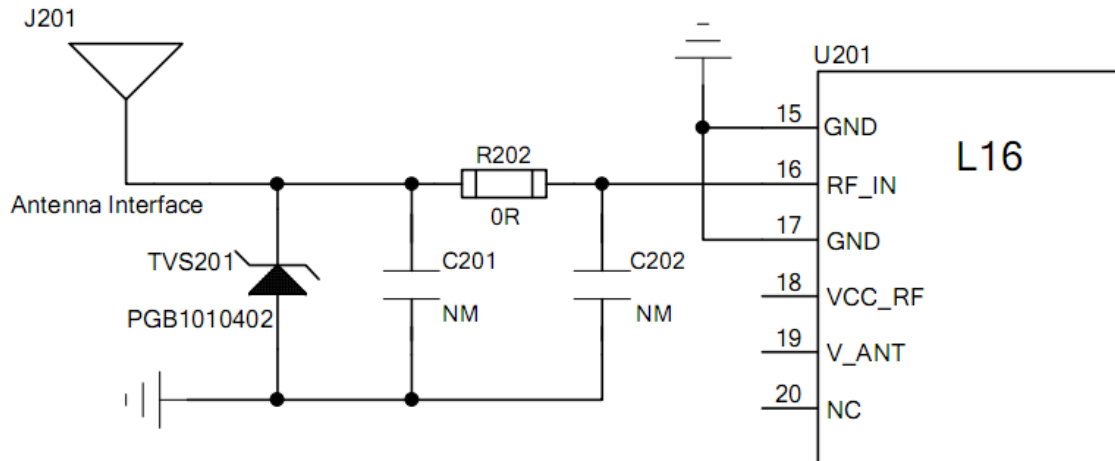 J201
U201
15
GND
L16
R202
16
RF_IN
Antenna Interface
0R
17
GND
TVS201
C201
C202
18
VCC_RF
PGB1010402
NM
NM
19
V_ANT
20
NC